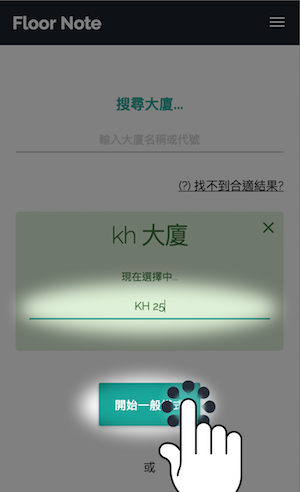 Floor Note
搜尋大廈...
輸入大廈名稱或代號
(?) 找不到合適結果?
kh 大廈
現在選擇中...
KH 25
開始一般
或